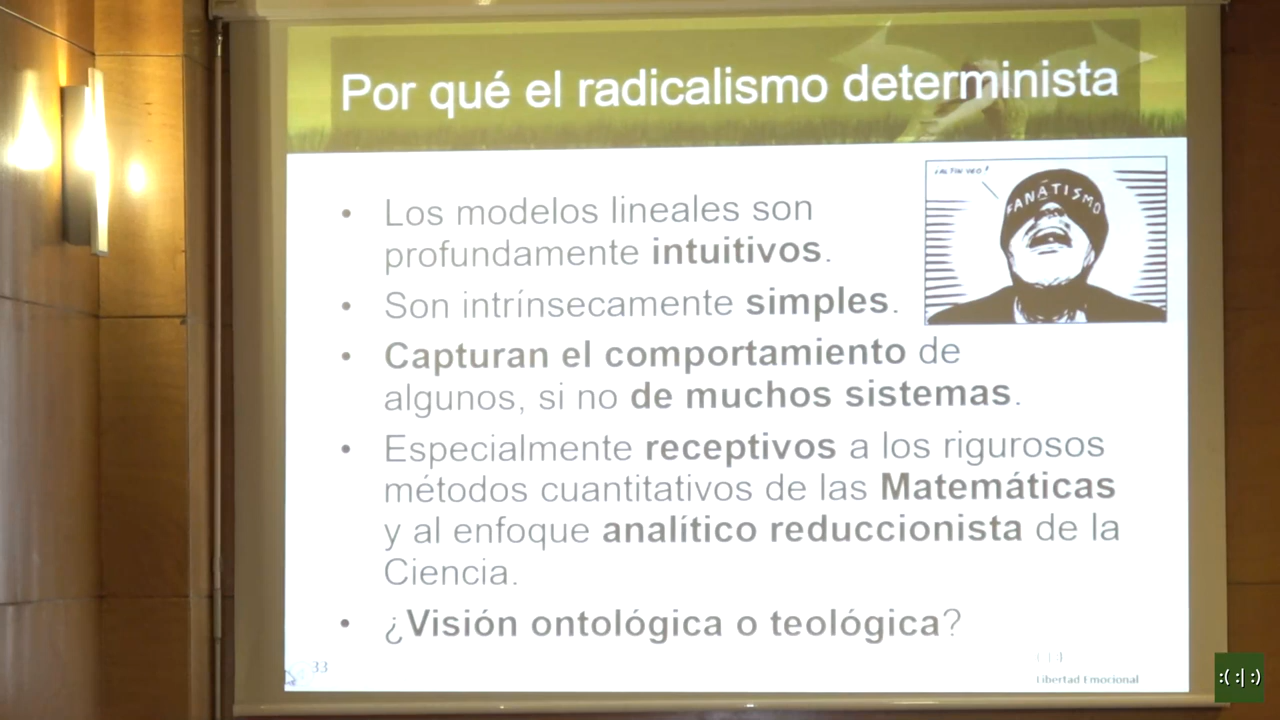 Por qué el radicalismo determinista
¡AL FIN VEO!
FANATISMO
• Los modelos lineales son
profundamente intuitivos.
• Son intrínsecamente simples.
• Capturan el comportamiento de
algunos, si no de muchos sistemas.
• Especialmente receptivos a los rigurosos
métodos cuantitativos de las Matemáticas
y al enfoque analítico reduccionista de la
Ciencia.
• ¿Visión ontológica o teológica?
33
Libertad Emocional
:( :| :)